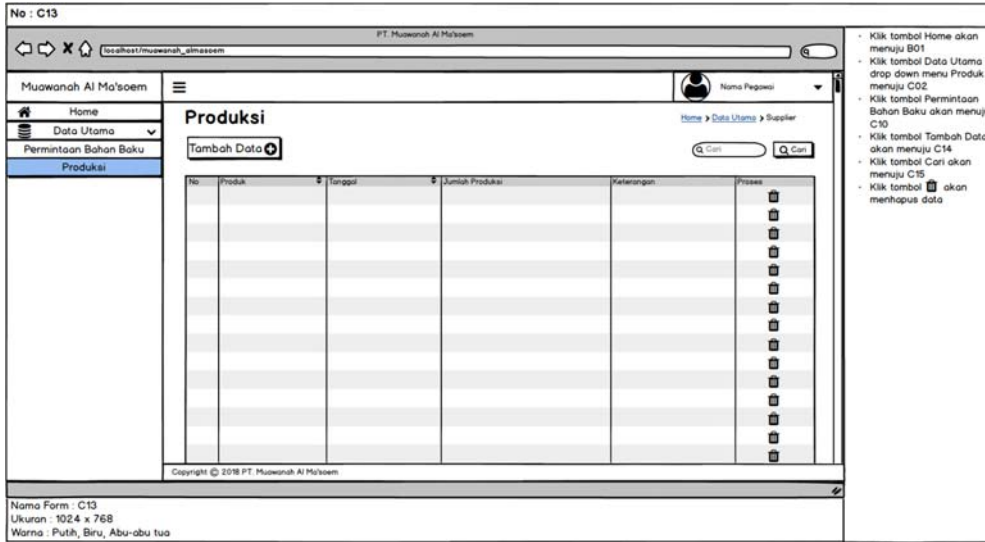 No : C13
PT. Muawanah Al Ma'soem
localhost/muawanah_almasoem
Muawanah Al Ma'soem
Nama Pegawai
Home
Data Utama
Permintaan Bahan Baku
Produksi
Produksi
Home > Data Utama > Supplier
Tambah Data
Cari
Cari
No Produk Tanggal Jumlah Produksi Keterangan Proses
Copyright © 2018 PT. Muawanah Al Ma'soem
Nama Form : C13
Ukuran : 1024 x 768
Warna : Putih, Biru, Abu-abu tua
- Klik tombol Home akan
menuju B01
- Klik tombol Data Utama
drop down menu Produk
menuju C02
- Klik tombol Permintaan
Bahan Baku akan menuju
C10
- Klik tombol Tambah Data
akan menuju C14
- Klik tombol Cari akan
menuju C15
- Klik tombol akan
menhapus data